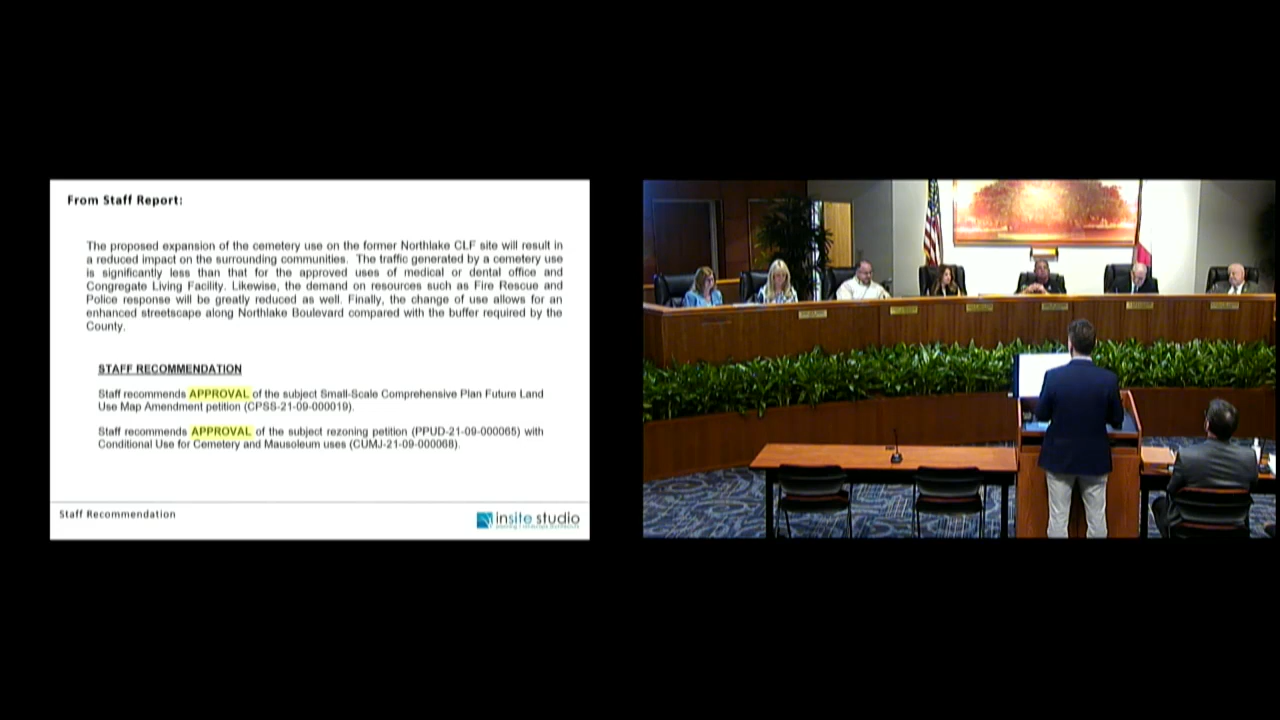 From Staff Report:
The proposed expansion of the cemetery use on the former Northlake CLF site will result in
a reduced impact on the surrounding communities. The traffic generated by a cemetery use
is significantly less than that for the approved uses of medical or dental office and
Congregate Living Facility. Likewise, the demand on resources such as Fire Rescue and
Police response will be greatly reduced as well. Finally, the change of use allows for an
enhanced streetscape along Northlake Boulevard compared with the buffer required by the
County.
STAFF RECOMMENDATION
Staff recommends APPROVAL of the subject Small-Scale Comprehensive Plan Future Land
Use Map Amendment petition (CPSS-21-09-000019).
Staff recommends APPROVAL of the subject rezoning petition (PPUD-21-09-000065) with
Conditional Use for Cemetery and Mausoleum uses (CUMJ-21-09-000068).
Staff Recommendation
insite studio